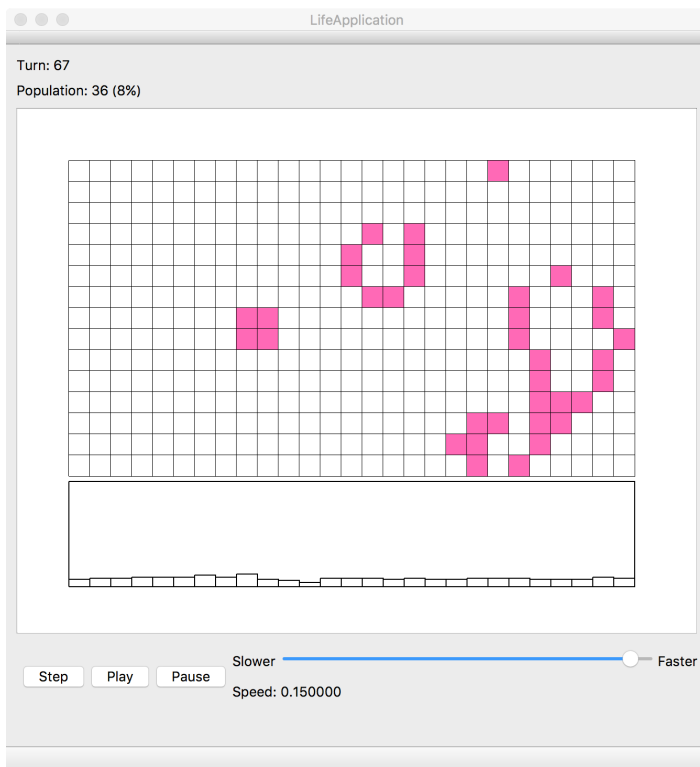 LifeApplication
Turn: 67
Population: 36 (8%)
Slower
Faster
Step
Play
Pause
Speed: 0.150000